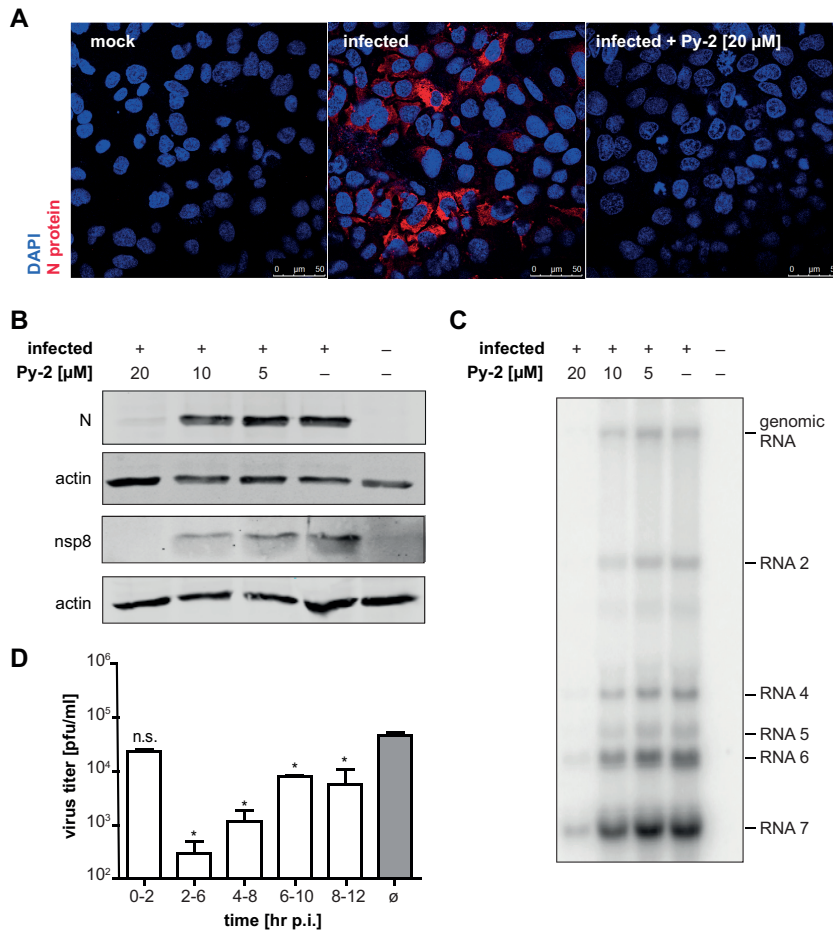 A
mock
infected
infected + Py-2 [20 µM]
DAPI
N protein
0 µm 50
0 µm 50
0 µm 50
B
infected + + + + –
Py-2 [µM] 20 10 5 – –
N
actin
nsp8
actin
C
infected + + + + –
Py-2 [µM] 20 10 5 – –
genomic
RNA
RNA 2
RNA 4
RNA 5
RNA 6
RNA 7
D
virus titer [pfu/ml]
10⁶
10⁵
10⁴
10³
10²
n.s. * * * *
0-2 2-6 4-8 6-10 8-12 ø
time [hr p.i.]